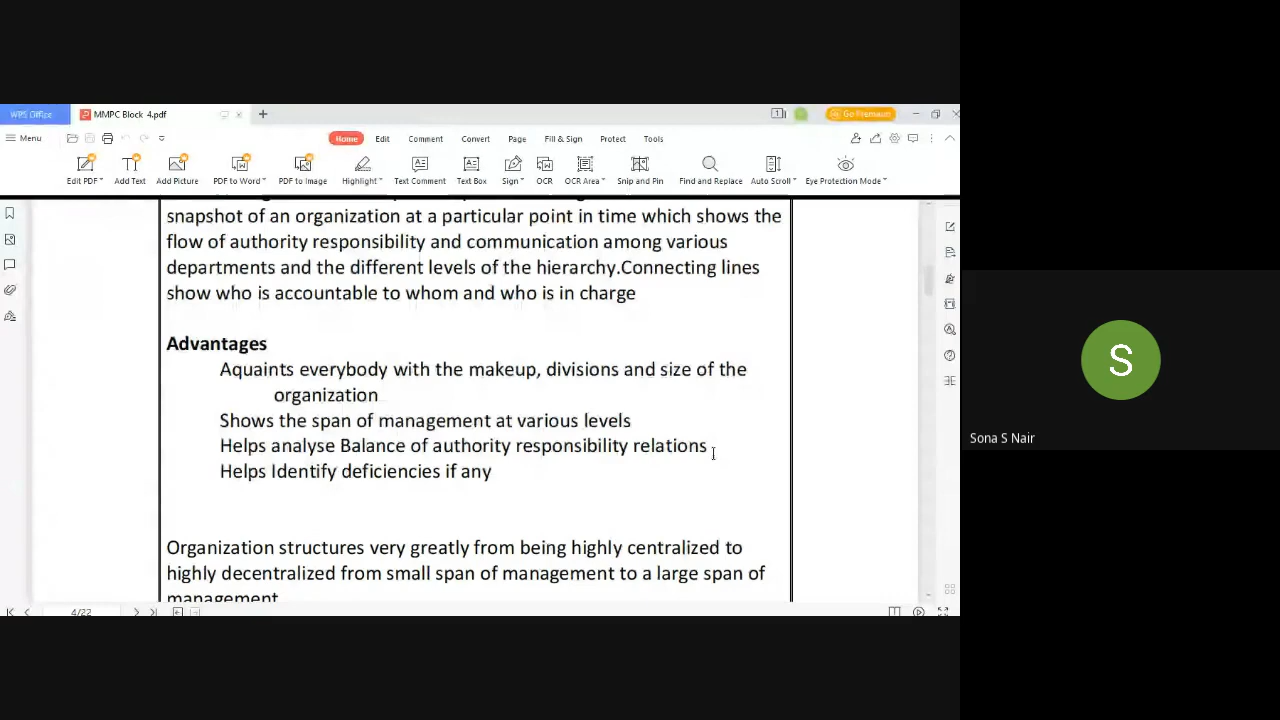 WPS Office
MMPC Block 4.pdf
Go Premium
Menu
Home Edit Comment Convert Page Fill & Sign Protect Tools
Edit PDF Add Text Add Picture PDF to Word PDF to Image Highlight Text Comment Text Box Sign OCR OCR Area Snip and Pin Find and Replace Auto Scroll Eye Protection Mode
snapshot of an organization at a particular point in time which shows the
flow of authority responsibility and communication among various
departments and the different levels of the hierarchy.Connecting lines
show who is accountable to whom and who is in charge
Advantages
Aquaints everybody with the makeup, divisions and size of the
organization
Shows the span of management at various levels
Helps analyse Balance of authority responsibility relations
Helps Identify deficiencies if any
Organization structures very greatly from being highly centralized to
highly decentralized from small span of management to a large span of
management
4/22
S
Sona S Nair